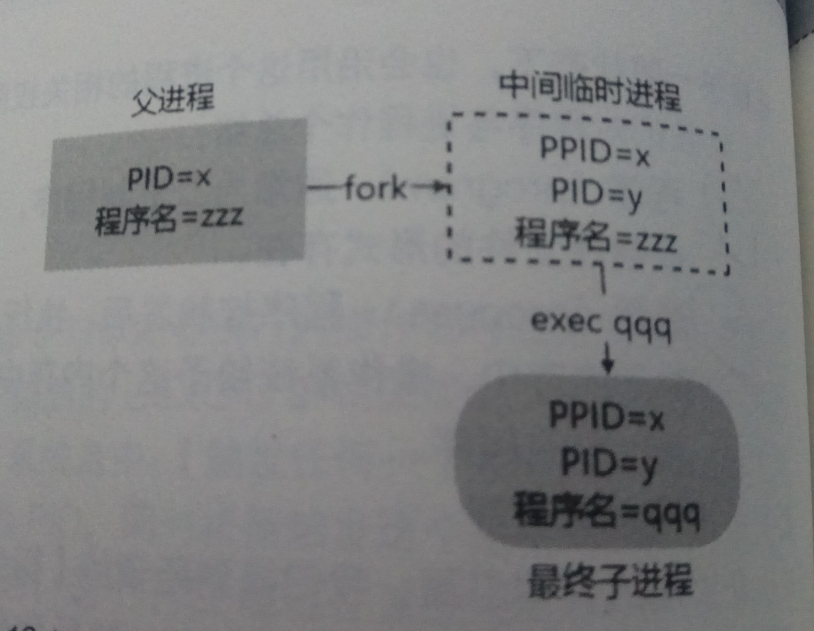 父进程
PID=x
程序名=zzz
fork
中间临时进程
PPID=x
PID=y
程序名=zzz
exec qqq
PPID=x
PID=y
程序名=qqq
最终子进程